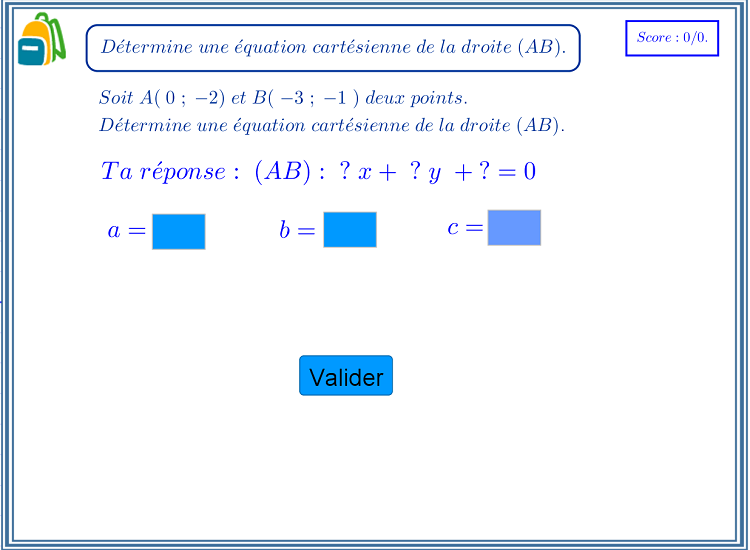 Détermine une équation cartésienne de la droite (AB).
Score : 0/0.
Soit A( 0 ; −2) et B( −3 ; −1 ) deux points.
Détermine une équation cartésienne de la droite (AB).
Ta réponse : (AB) : ? x + ? y + ? = 0
a = b = c =
Valider